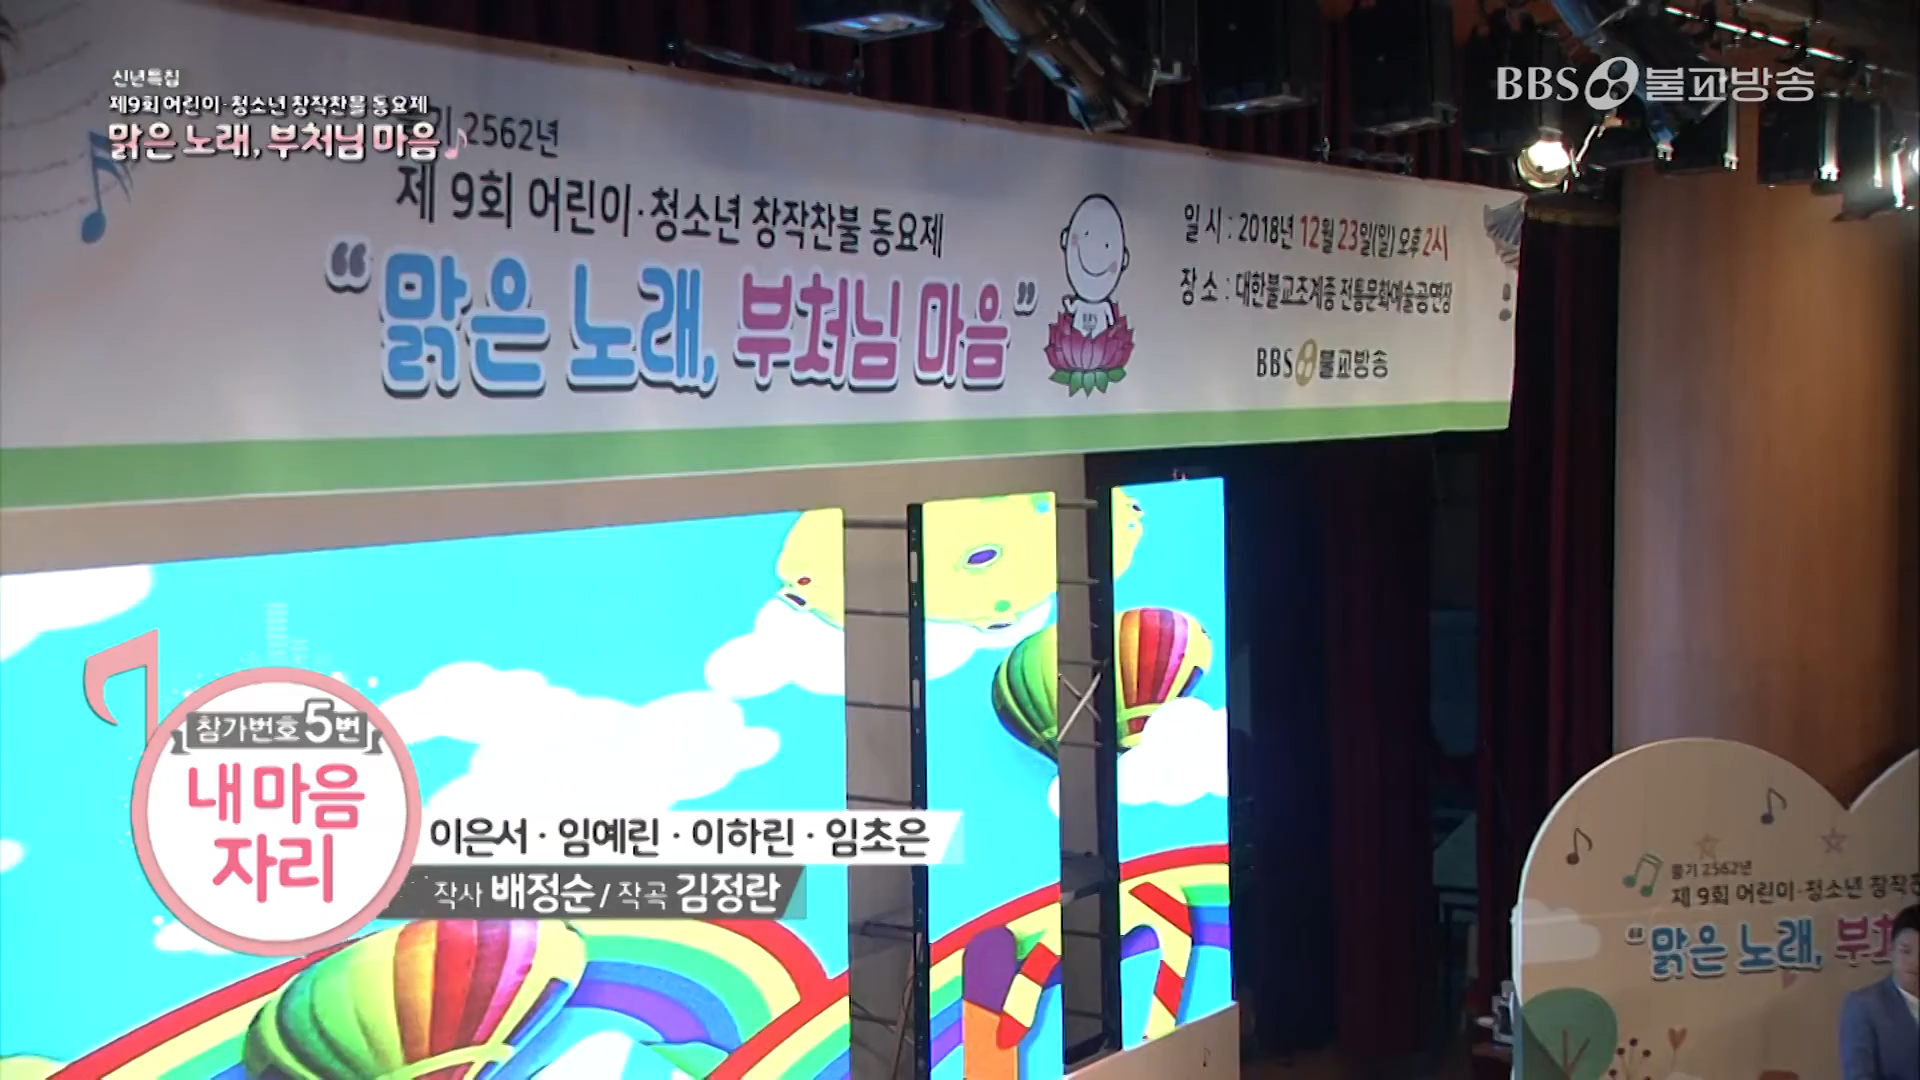 신년특집
제9회 어린이·청소년 창작찬불 동요제
맑은 노래, 부처님 마음
BBS 불교방송
2562년
제 9회 어린이·청소년 창작찬불 동요제
“맑은 노래, 부처님 마음”
일 시 : 2018년 12월 23일(일) 오후 2시
장 소 : 대한불교조계종 전통문화예술공연장
BBS 불교방송
참가번호 5번
내 마음
자리
이은서 · 임예린 · 이하린 · 임초은
작사 배정순 / 작곡 김정란
불기 2562년
제 9회 어린이·청소년 창작찬
“맑은 노래, 부처